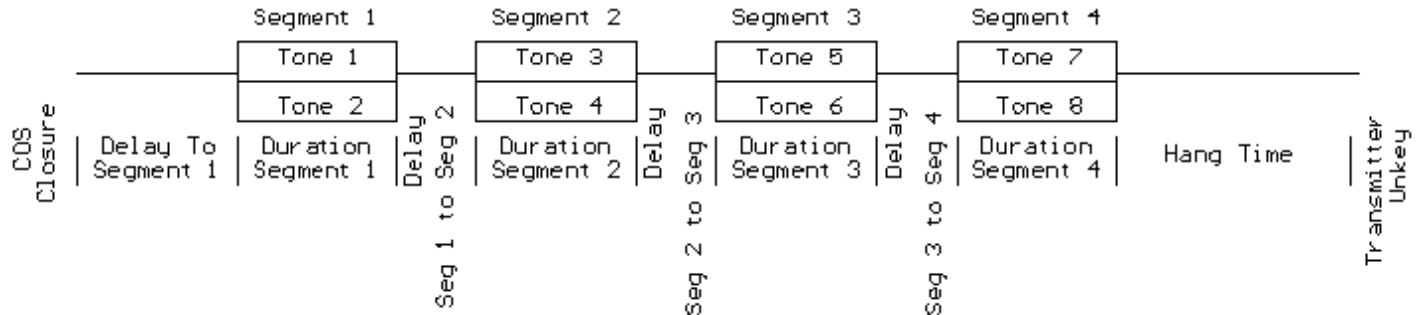 Segment 1
Segment 2
Segment 3
Segment 4
Tone 1
Tone 3
Tone 5
Tone 7
Tone 2
Tone 4
Tone 6
Tone 8
COS
Closure
Delay To
Segment 1
Duration
Segment 1
Delay
Seg 1 to Seg 2
Duration
Segment 2
Delay
Seg 2 to Seg 3
Duration
Segment 3
Delay
Seg 3 to Seg 4
Duration
Segment 4
Hang Time
Transmitter
Unkey